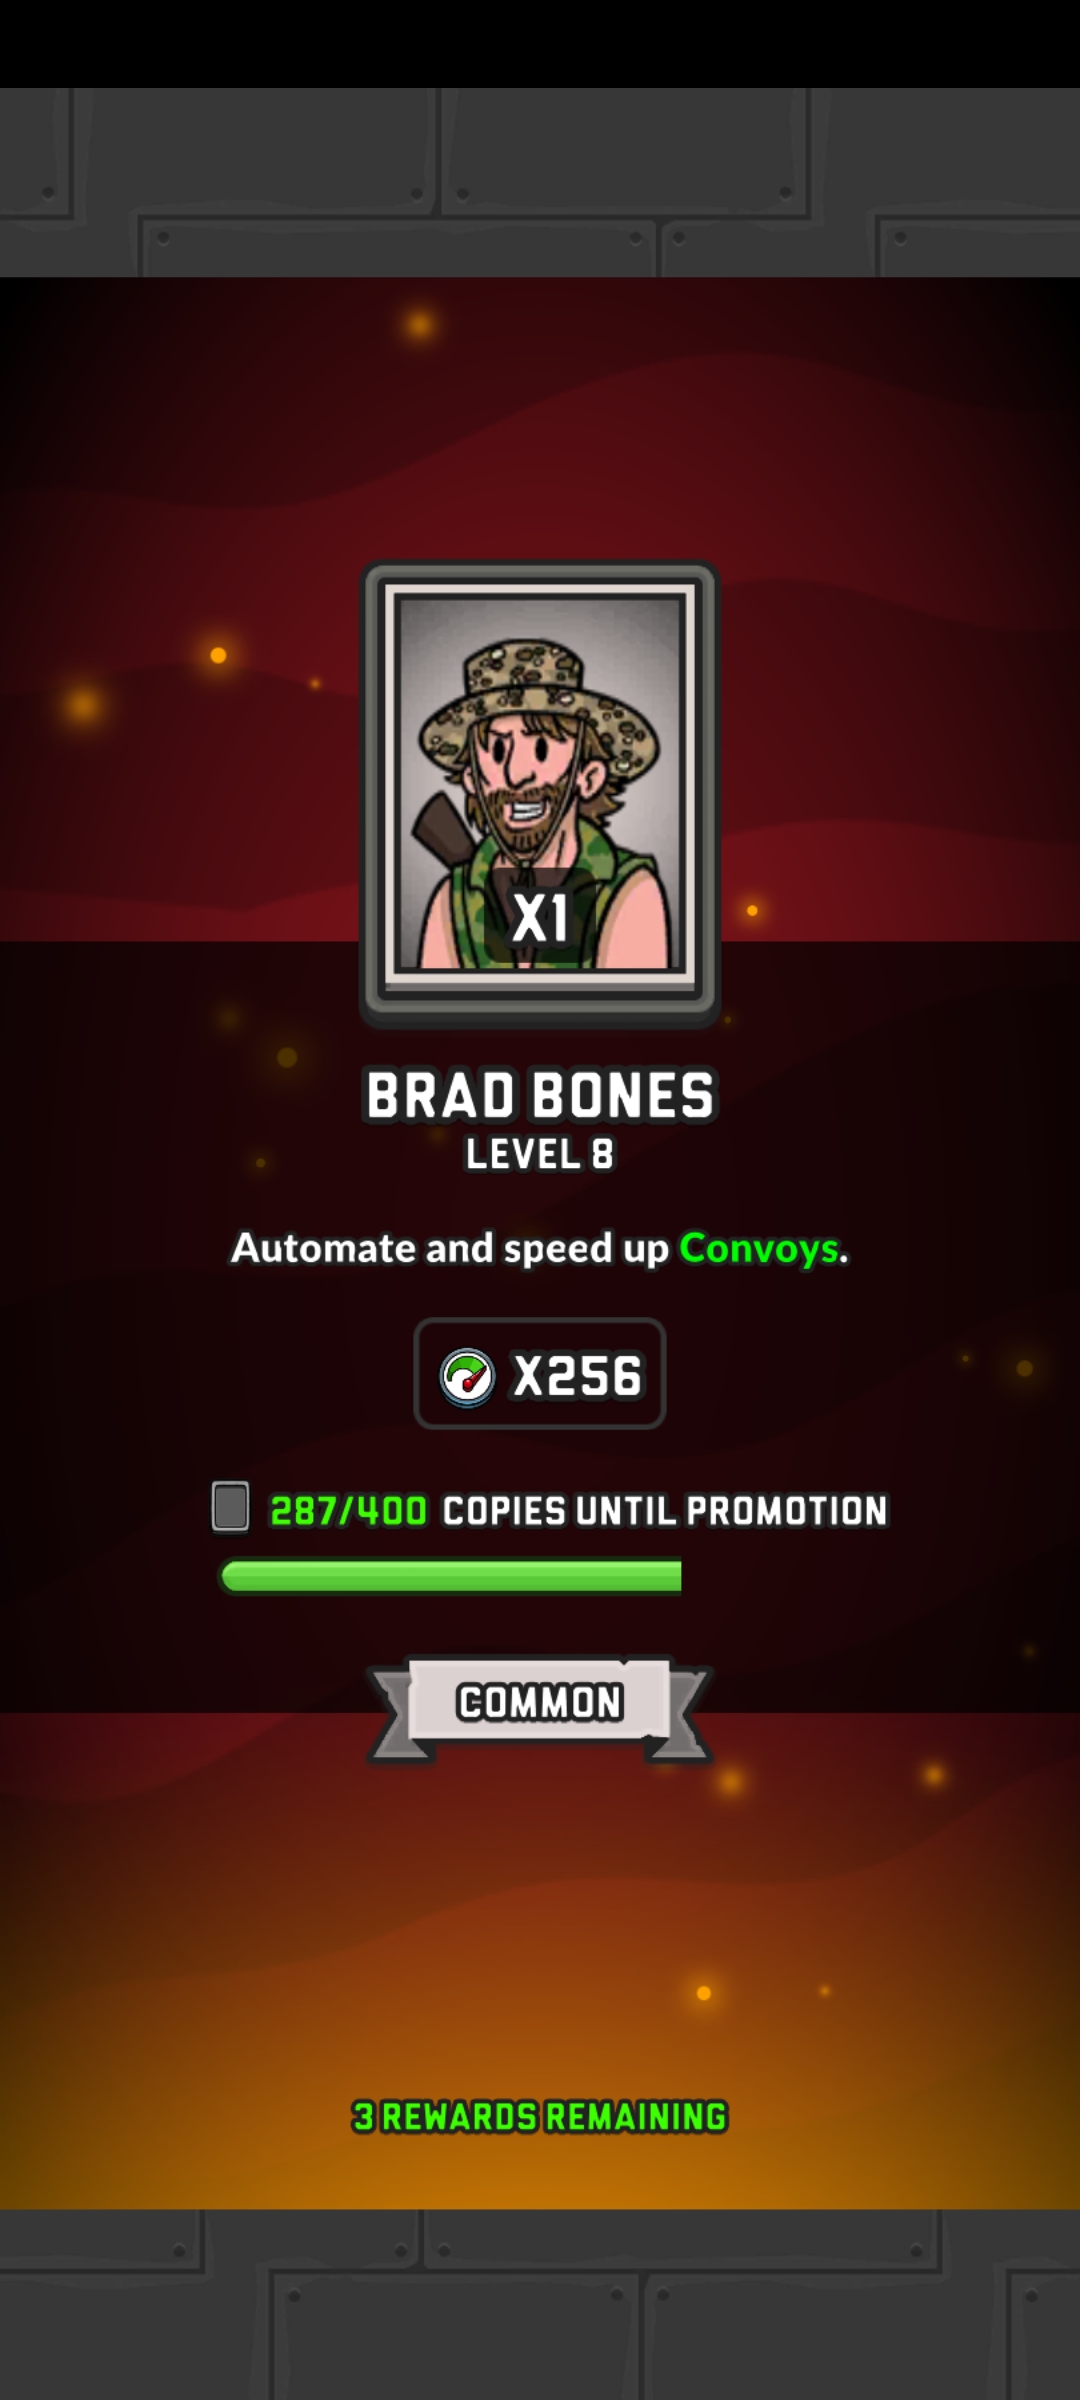 X1
BRAD BONES
LEVEL 8
Automate and speed up Convoys.
X256
287/400 COPIES UNTIL PROMOTION
COMMON
3 REWARDS REMAINING